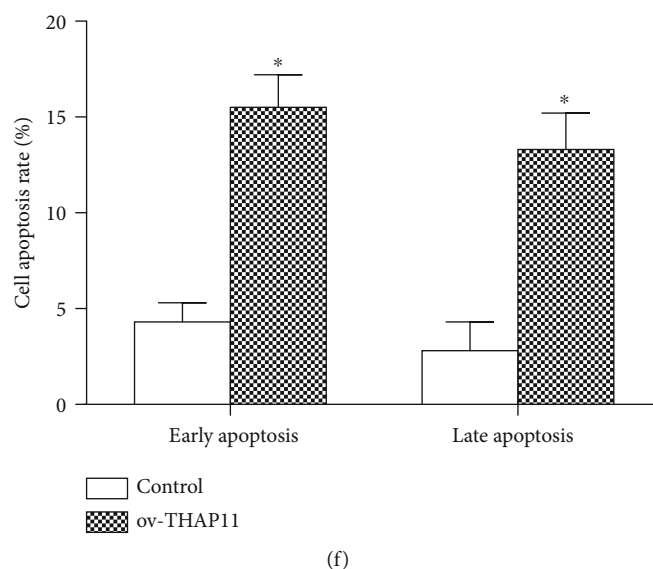 20
15
10
5
0
Cell apoptosis rate (%)
*
*
Early apoptosis
Late apoptosis
Control
ov-THAP11
(f)